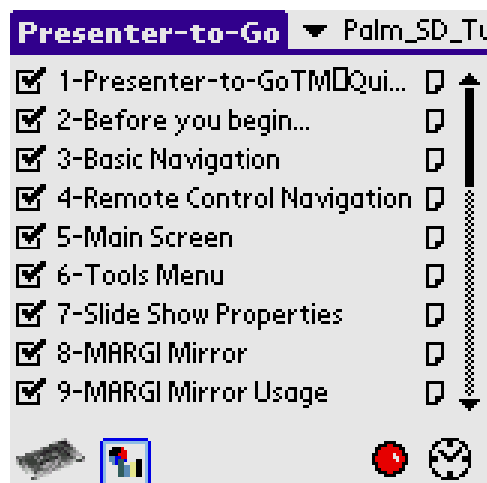 Presenter-to-Go Palm_SD_Tu
1-Presenter-to-GoTM▯Qui...
2-Before you begin...
3-Basic Navigation
4-Remote Control Navigation
5-Main Screen
6-Tools Menu
7-Slide Show Properties
8-MARGI Mirror
9-MARGI Mirror Usage